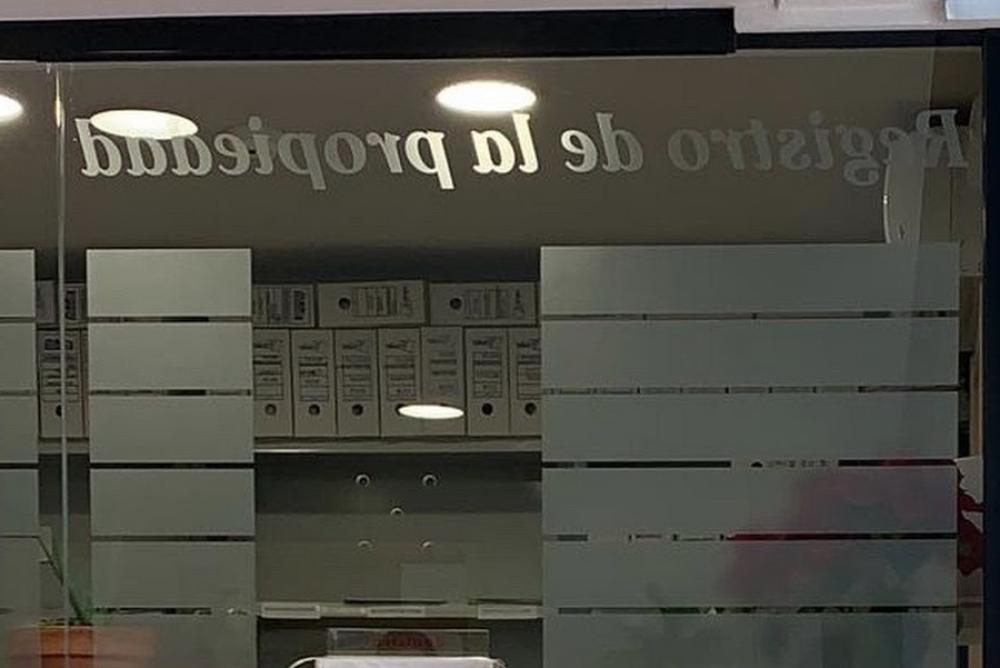 Registro de la propiedad